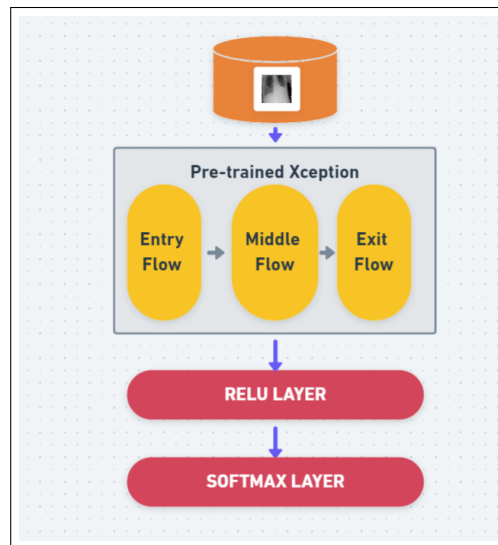 Pre-trained Xception
Entry
Flow
Middle
Flow
Exit
Flow
RELU LAYER
SOFTMAX LAYER